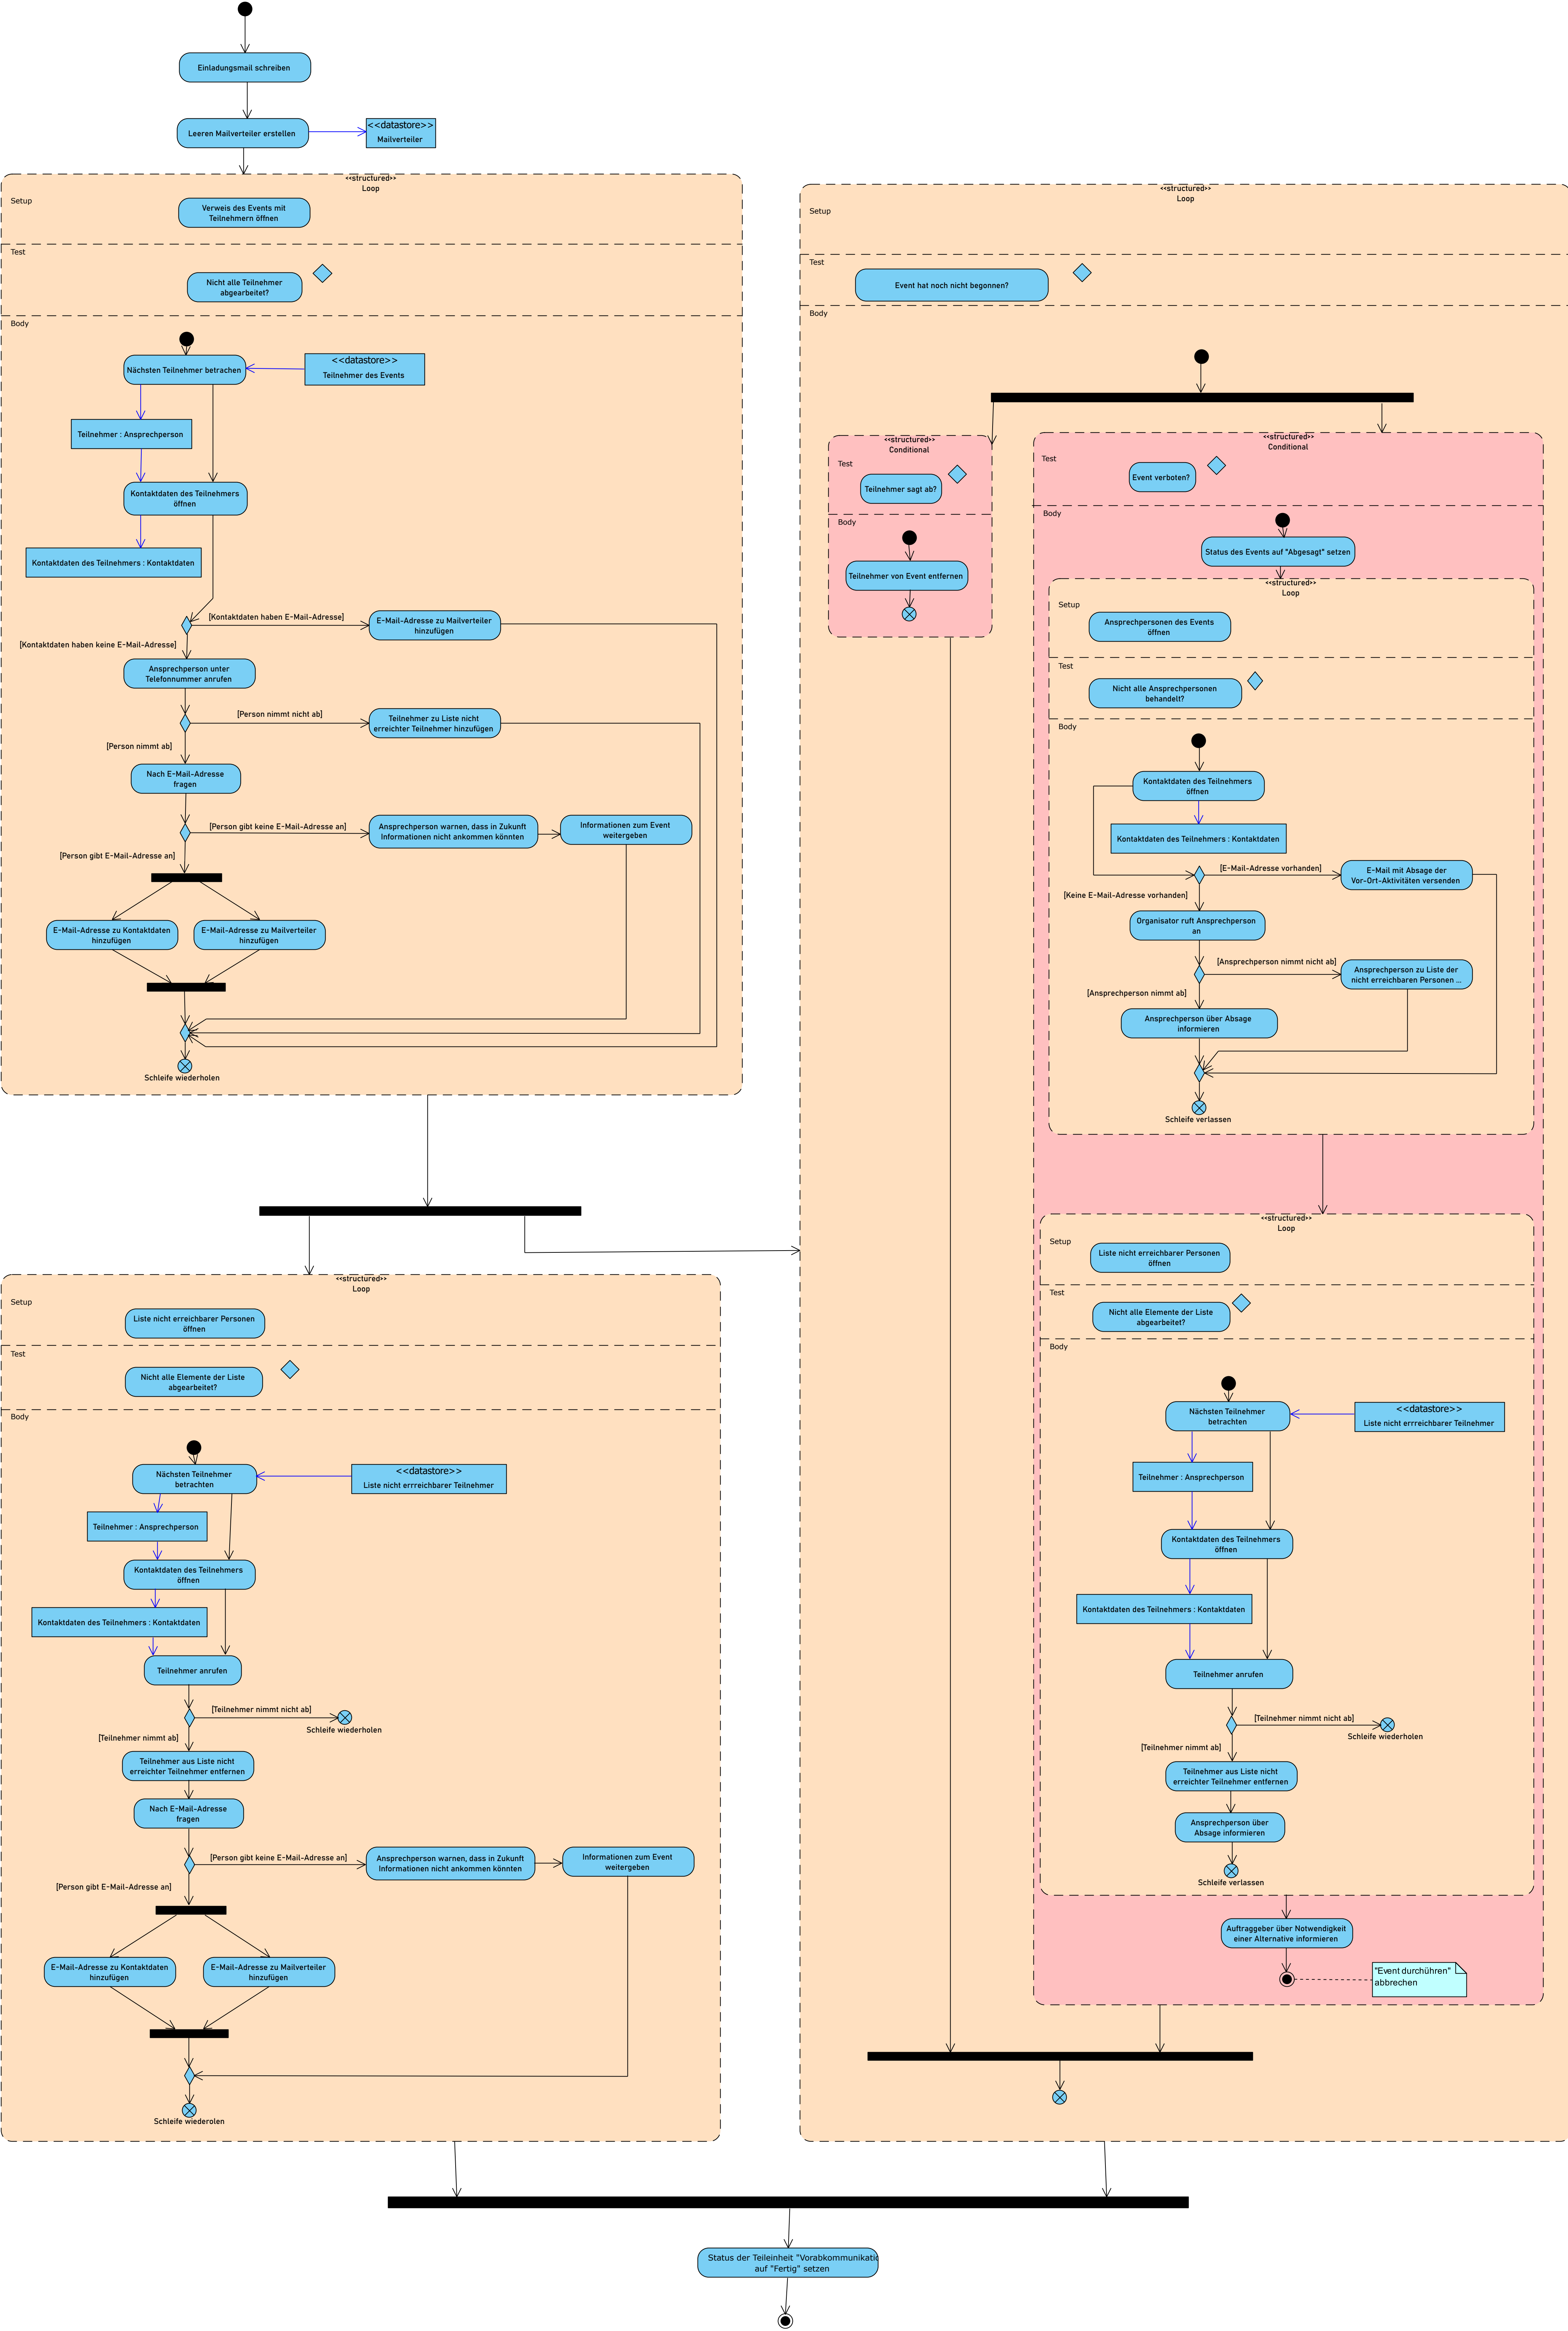 Einladungsmail schreiben
Leeren Mailverteiler erstellen
<<datastore>>
Mailverteiler
<<structured>>
Loop
Setup
Verweis des Events mit
Teilnehmern öffnen
Test
Nicht alle Teilnehmer
abgearbeitet?
Body
Nächsten Teilnehmer betrachen
<<datastore>>
Teilnehmer des Events
Teilnehmer : Ansprechperson
Kontaktdaten des Teilnehmers
öffnen
Kontaktdaten des Teilnehmers : Kontaktdaten
[Kontaktdaten haben E-Mail-Adresse]
E-Mail-Adresse zu Mailverteiler
hinzufügen
[Kontaktdaten haben keine E-Mail-Adresse]
Ansprechperson unter
Telefonnummer anrufen
[Person nimmt nicht ab]
Teilnehmer zu Liste nicht
erreichter Teilnehmer hinzufügen
[Person nimmt ab]
Nach E-Mail-Adresse
fragen
[Person gibt keine E-Mail-Adresse an]
Ansprechperson warnen, dass in Zukunft
Informationen nicht ankommen könnten
Informationen zum Event
weitergeben
[Person gibt E-Mail-Adresse an]
E-Mail-Adresse zu Kontaktdaten
hinzufügen
E-Mail-Adresse zu Mailverteiler
hinzufügen
Schleife wiederholen
<<structured>>
Loop
Setup
Liste nicht erreichbarer Personen
öffnen
Test
Nicht alle Elemente der Liste
abgearbeitet?
Body
Nächsten Teilnehmer
betrachten
<<datastore>>
Liste nicht errreichbarer Teilnehmer
Teilnehmer : Ansprechperson
Kontaktdaten des Teilnehmers
öffnen
Kontaktdaten des Teilnehmers : Kontaktdaten
Teilnehmer anrufen
[Teilnehmer nimmt nicht ab]
Schleife wiederholen
[Teilnehmer nimmt ab]
Teilnehmer aus Liste nicht
erreichter Teilnehmer entfernen
Nach E-Mail-Adresse
fragen
[Person gibt keine E-Mail-Adresse an]
Ansprechperson warnen, dass in Zukunft
Informationen nicht ankommen könnten
Informationen zum Event
weitergeben
[Person gibt E-Mail-Adresse an]
E-Mail-Adresse zu Kontaktdaten
hinzufügen
E-Mail-Adresse zu Mailverteiler
hinzufügen
Schleife wiederolen
<<structured>>
Loop
Setup
Test
Event hat noch nicht begonnen?
Body
<<structured>>
Conditional
Test
Teilnehmer sagt ab?
Body
Teilnehmer von Event entfernen
<<structured>>
Conditional
Test
Event verboten?
Body
Status des Events auf "Abgesagt" setzen
<<structured>>
Loop
Setup
Ansprechpersonen des Events
öffnen
Test
Nicht alle Ansprechpersonen
behandelt?
Body
Kontaktdaten des Teilnehmers
öffnen
Kontaktdaten des Teilnehmers : Kontaktdaten
[E-Mail-Adresse vorhanden]
E-Mail mit Absage der
Vor-Ort-Aktivitäten versenden
[Keine E-Mail-Adresse vorhanden]
Organisator ruft Ansprechperson
an
[Ansprechperson nimmt nicht ab]
Ansprechperson zu Liste der
nicht erreichbaren Personen ...
[Ansprechperson nimmt ab]
Ansprechperson über Absage
informieren
Schleife verlassen
<<structured>>
Loop
Setup
Liste nicht erreichbarer Personen
öffnen
Test
Nicht alle Elemente der Liste
abgearbeitet?
Body
Nächsten Teilnehmer
betrachten
<<datastore>>
Liste nicht errreichbarer Teilnehmer
Teilnehmer : Ansprechperson
Kontaktdaten des Teilnehmers
öffnen
Kontaktdaten des Teilnehmers : Kontaktdaten
Teilnehmer anrufen
[Teilnehmer nimmt nicht ab]
Schleife wiederholen
[Teilnehmer nimmt ab]
Teilnehmer aus Liste nicht
erreichter Teilnehmer entfernen
Ansprechperson über
Absage informieren
Schleife verlassen
Auftraggeber über Notwendigkeit
einer Alternative informieren
"Event durchühren"
abbrechen
Status der Teileinheit "Vorabkommunikatic
auf "Fertig" setzen